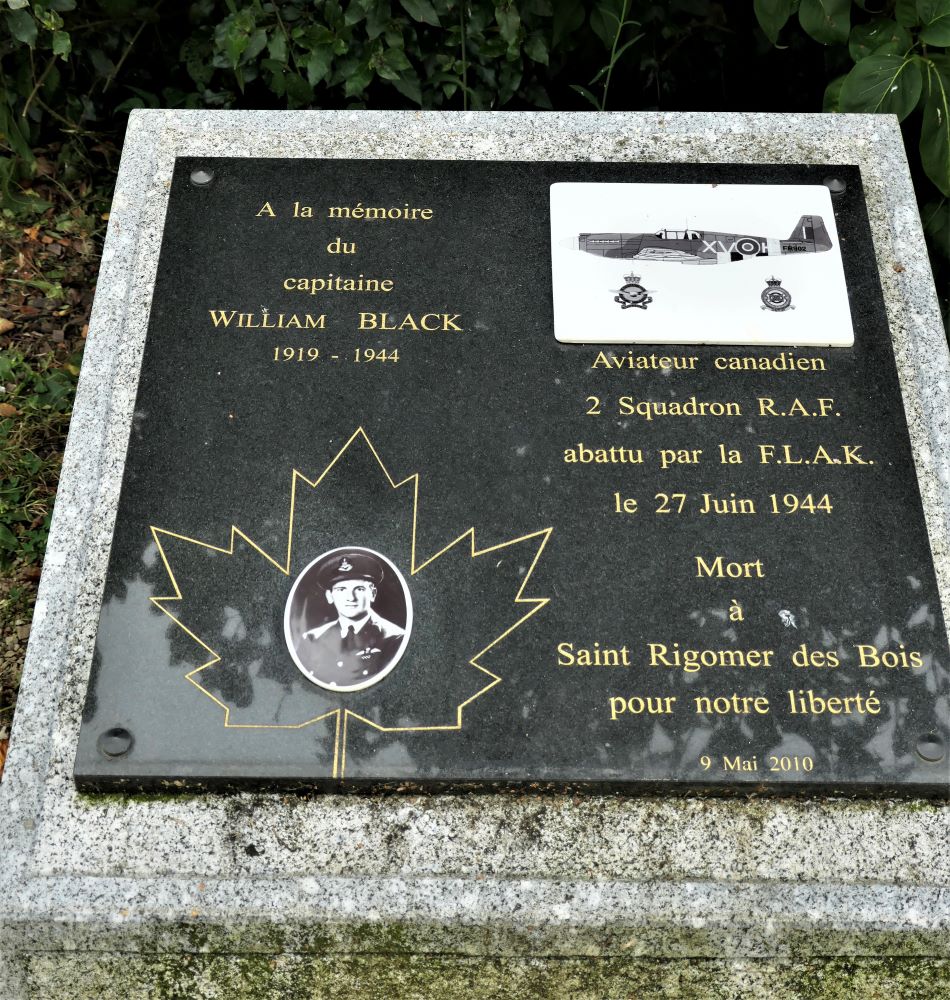 A la mémoire
du
capitaine
WILLIAM BLACK
1919 - 1944
XV
Aviateur canadien
2 Squadron R.A.F.
abattu par la F.L.A.K.
le 27 Juin 1944
Mort
à
Saint Rigomer des Bois
pour notre liberté
9 Mai 2010